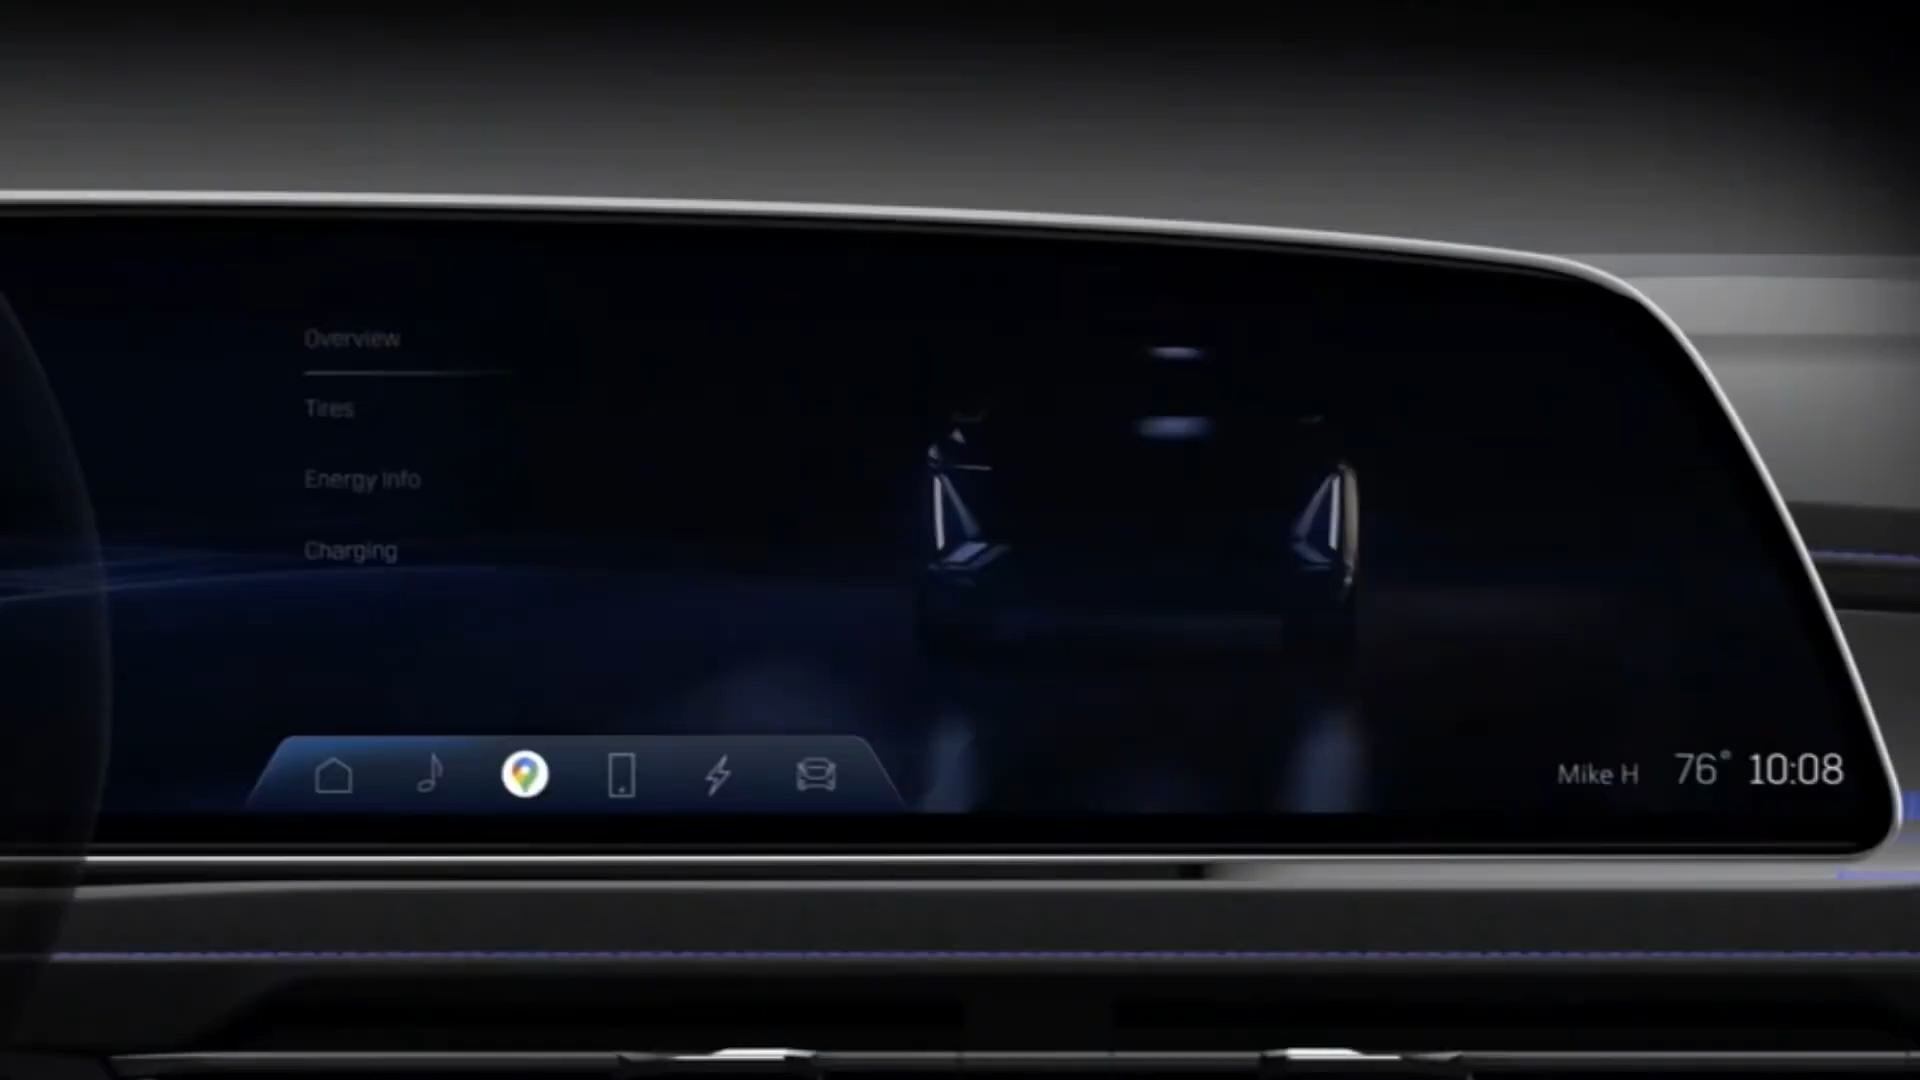 Overview
Tires
Energy Info
Charging
Mike H 76° 10:08